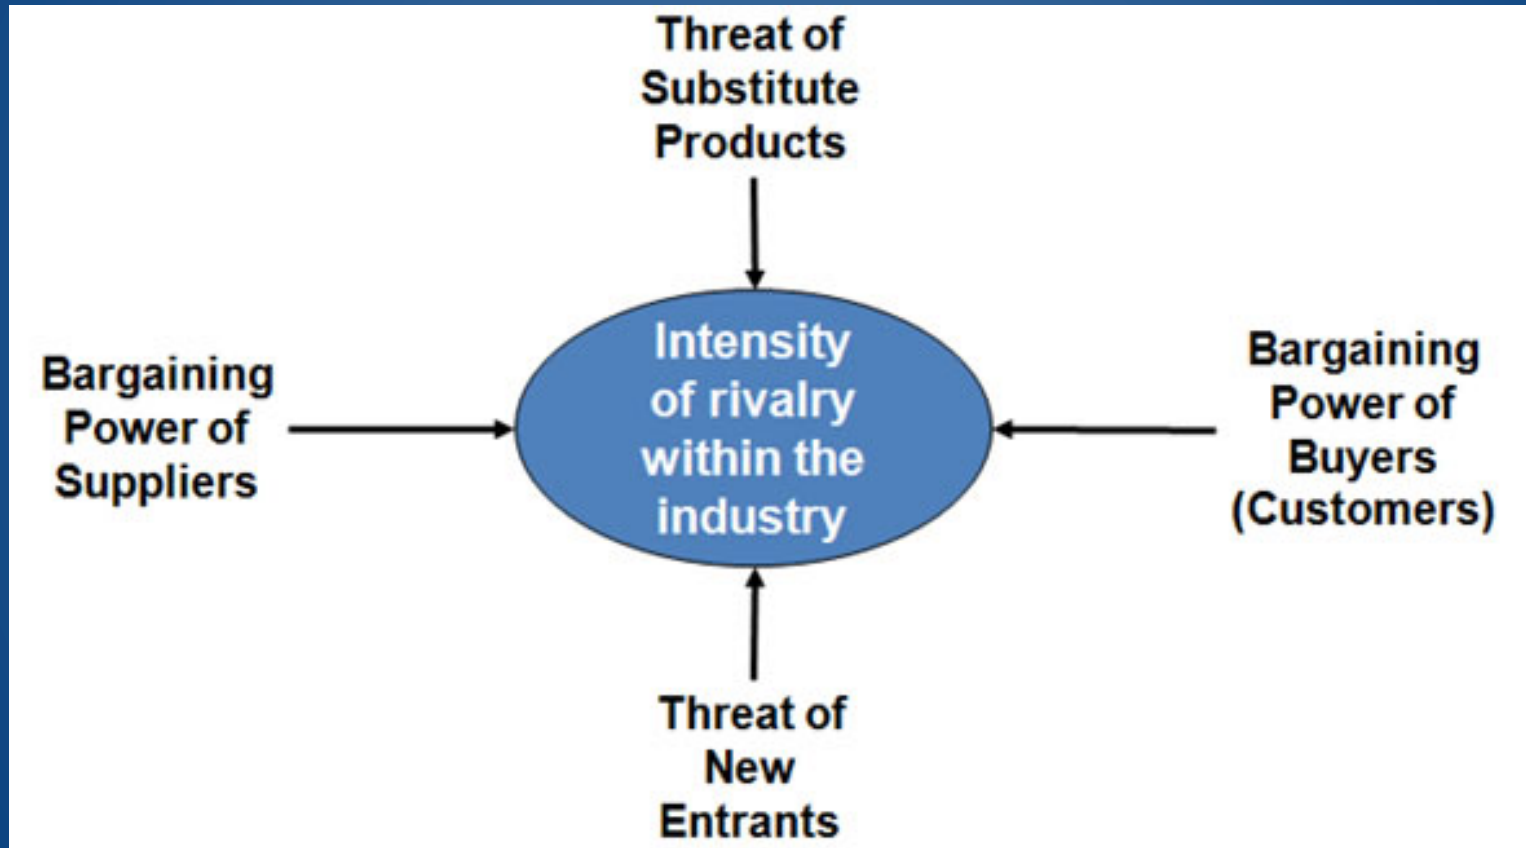 Threat of
Substitute
Products
Bargaining
Power of
Suppliers
Intensity
of rivalry
within the
industry
Bargaining
Power of
Buyers
(Customers)
Threat of
New
Entrants